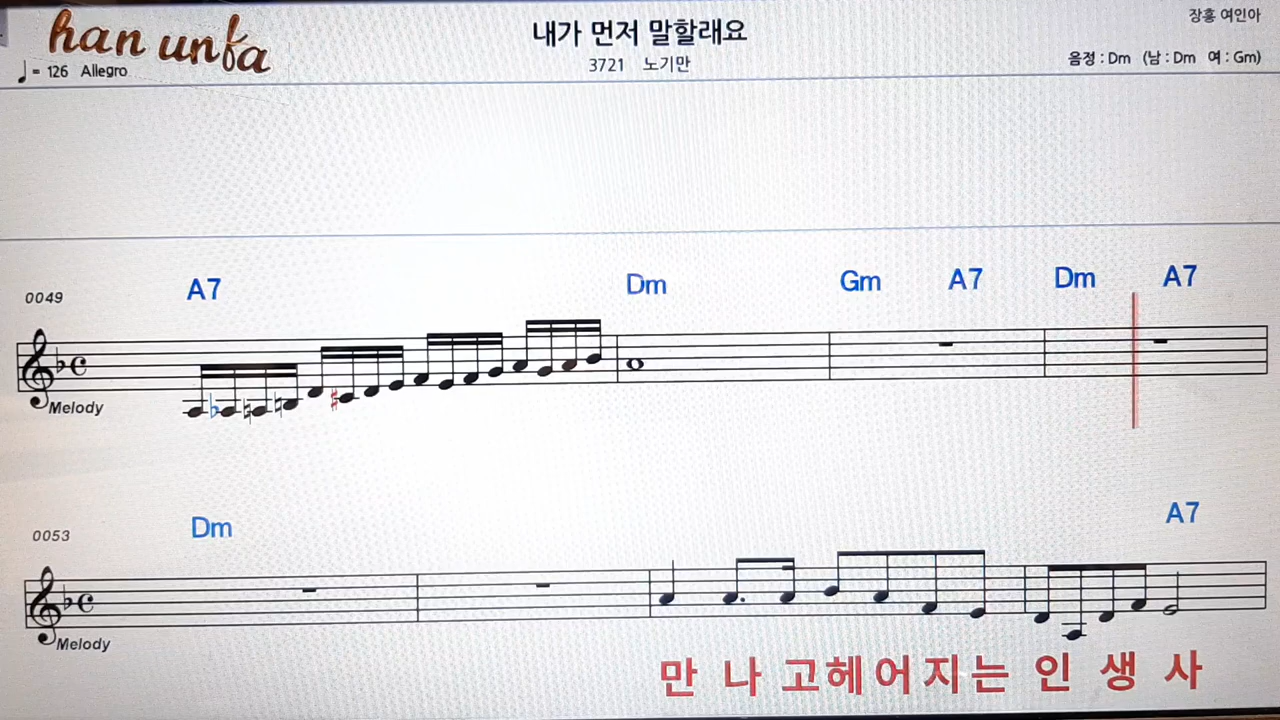 han unfa
내가 먼저 말할래요
장흥 여인아
♩= 126 Allegro
3721 노기만
음정 : Dm (남 : Dm 여 : Gm)
0049 A7 Dm Gm A7 Dm A7
Melody
0053 Dm A7
Melody
만 나 고헤어지는 인 생 사